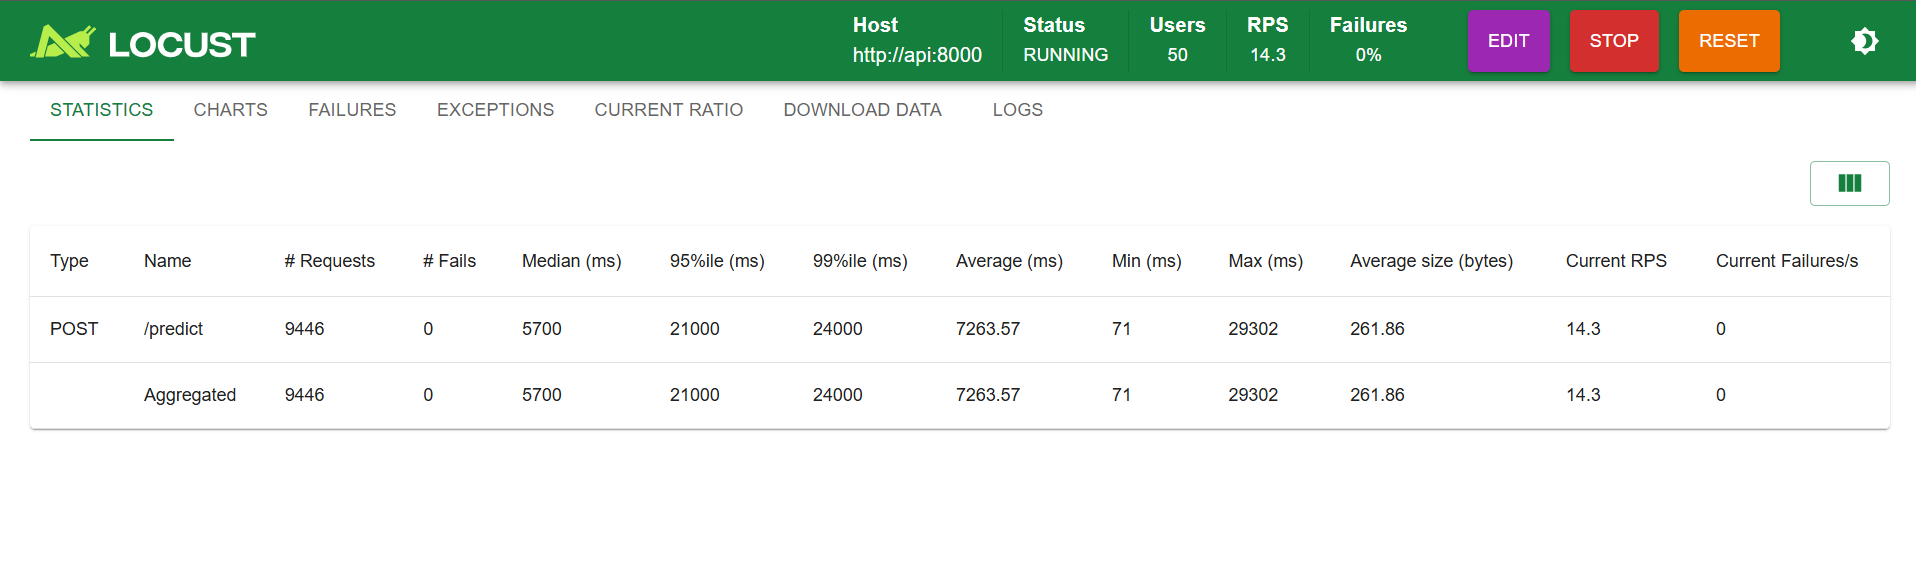 LOCUST
Host
http://api:8000
Status
RUNNING
Users
50
RPS
14.3
Failures
0%
EDIT
STOP
RESET
STATISTICS CHARTS FAILURES EXCEPTIONS CURRENT RATIO DOWNLOAD DATA LOGS
Type Name # Requests # Fails Median (ms) 95%ile (ms) 99%ile (ms) Average (ms) Min (ms) Max (ms) Average size (bytes) Current RPS Current Failures/s
POST /predict 9446 0 5700 21000 24000 7263.57 71 29302 261.86 14.3 0
Aggregated 9446 0 5700 21000 24000 7263.57 71 29302 261.86 14.3 0